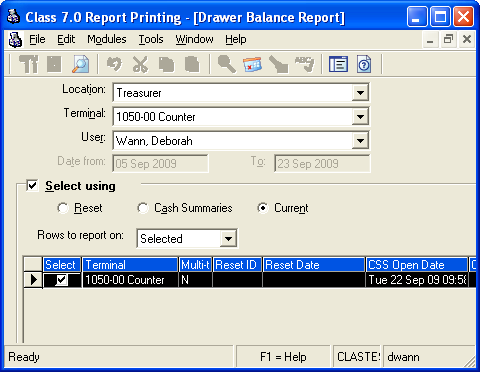 Class 7.0 Report Printing - [Drawer Balance Report]
File Edit Modules Tools Window Help
Location: Treasurer
Terminal: 1050-00 Counter
User: Wann, Deborah
Date from: 05 Sep 2009 To: 23 Sep 2009
Select using
Reset Cash Summaries Current
Rows to report on: Selected
Select Terminal Multi-t Reset ID Reset Date CSS Open Date
1050-00 Counter N Tue 22 Sep 09 09:5
Ready F1 = Help CLASTES dwann